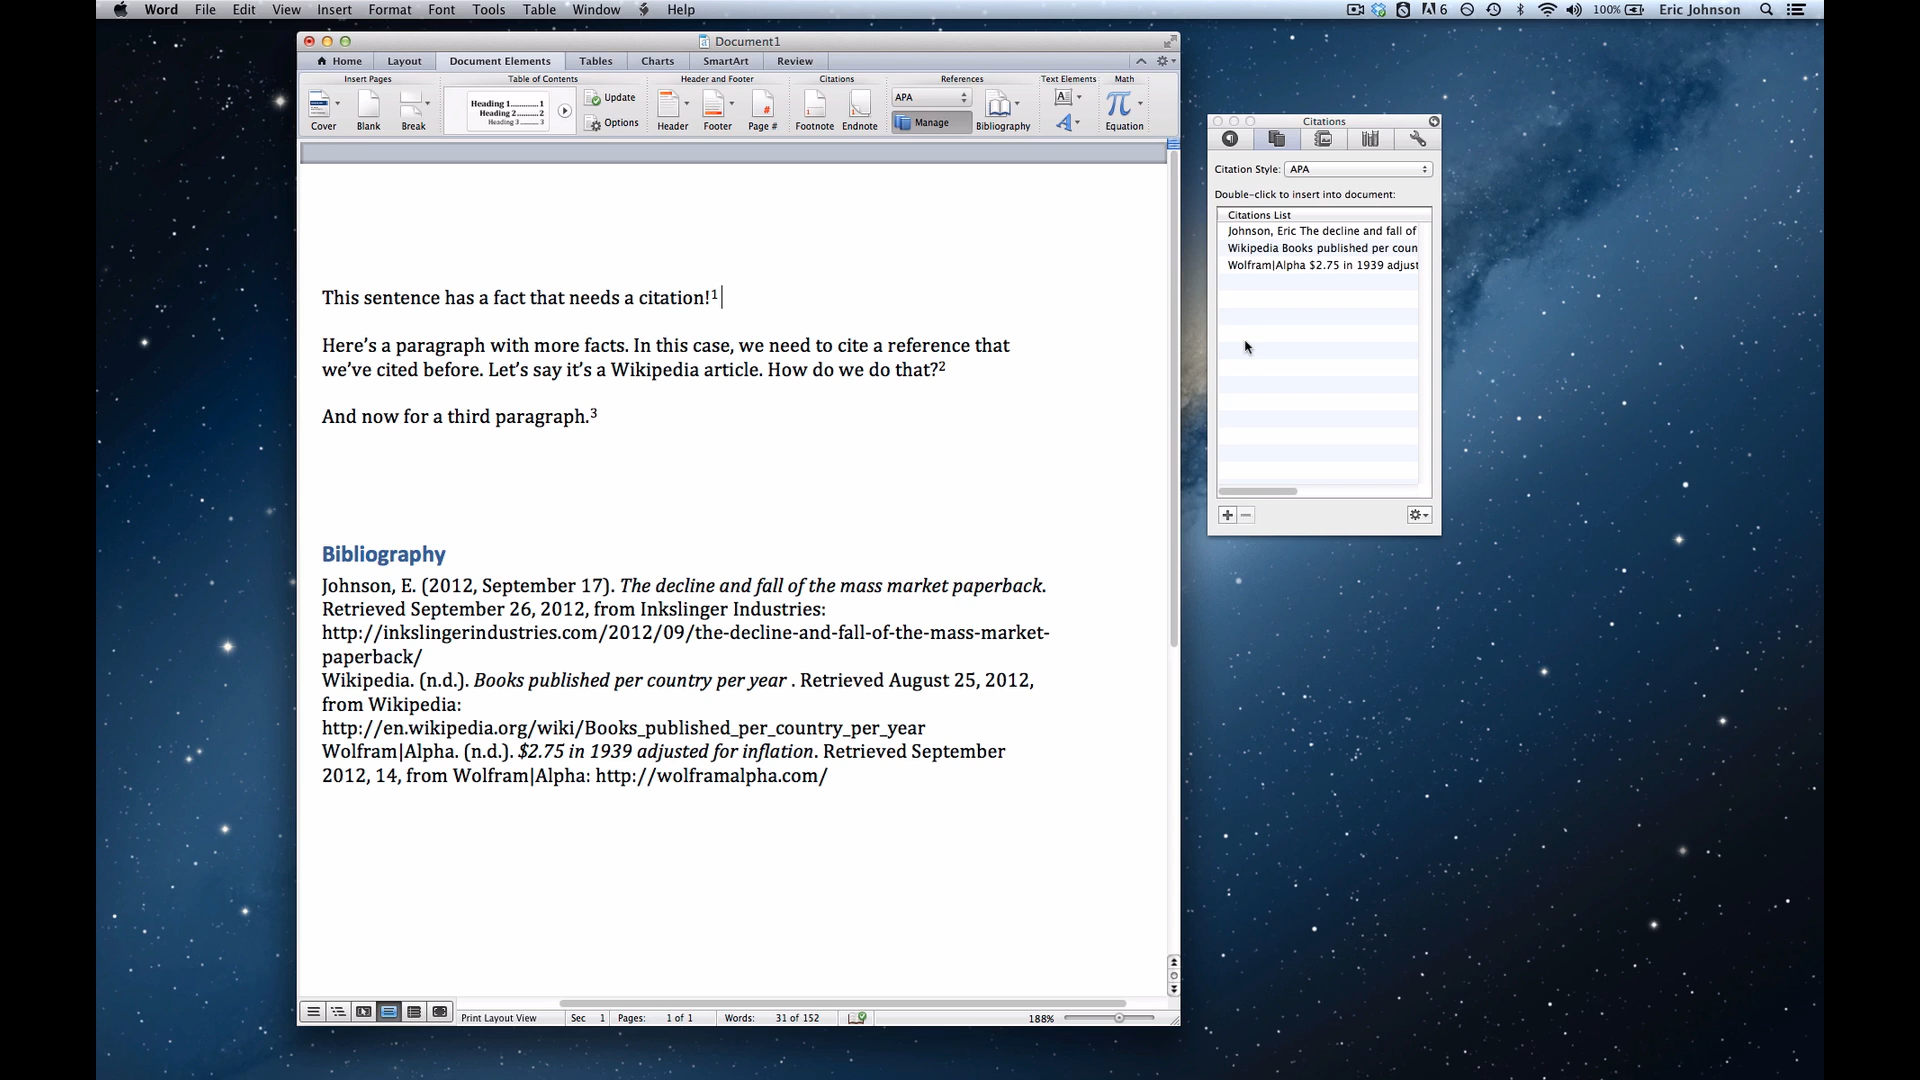 Word File Edit View Insert Format Font Tools Table Window Help
6 100% Eric Johnson
Document1
Home Layout Document Elements Tables Charts SmartArt Review
Insert Pages Table of Contents Header and Footer Citations References Text Elements Math
Heading 1 1
Heading 2 2
Heading 3 3
Update
Options
APA
Manage
Cover Blank Break Header Footer Page # Footnote Endnote Bibliography Equation
This sentence has a fact that needs a citation!1
Here’s a paragraph with more facts. In this case, we need to cite a reference that
we’ve cited before. Let’s say it’s a Wikipedia article. How do we do that?2
And now for a third paragraph.3
Bibliography
Johnson, E. (2012, September 17). The decline and fall of the mass market paperback.
Retrieved September 26, 2012, from Inkslinger Industries:
http://inkslingerindustries.com/2012/09/the-decline-and-fall-of-the-mass-market-
paperback/
Wikipedia. (n.d.). Books published per country per year . Retrieved August 25, 2012,
from Wikipedia:
http://en.wikipedia.org/wiki/Books_published_per_country_per_year
Wolfram|Alpha. (n.d.). $2.75 in 1939 adjusted for inflation. Retrieved September
2012, 14, from Wolfram|Alpha: http://wolframalpha.com/
Print Layout View Sec 1 Pages: 1 of 1 Words: 31 of 152 188%
Citations
Citation Style: APA
Double-click to insert into document:
Citations List
Johnson, Eric The decline and fall of
Wikipedia Books published per coun
Wolfram|Alpha $2.75 in 1939 adjust